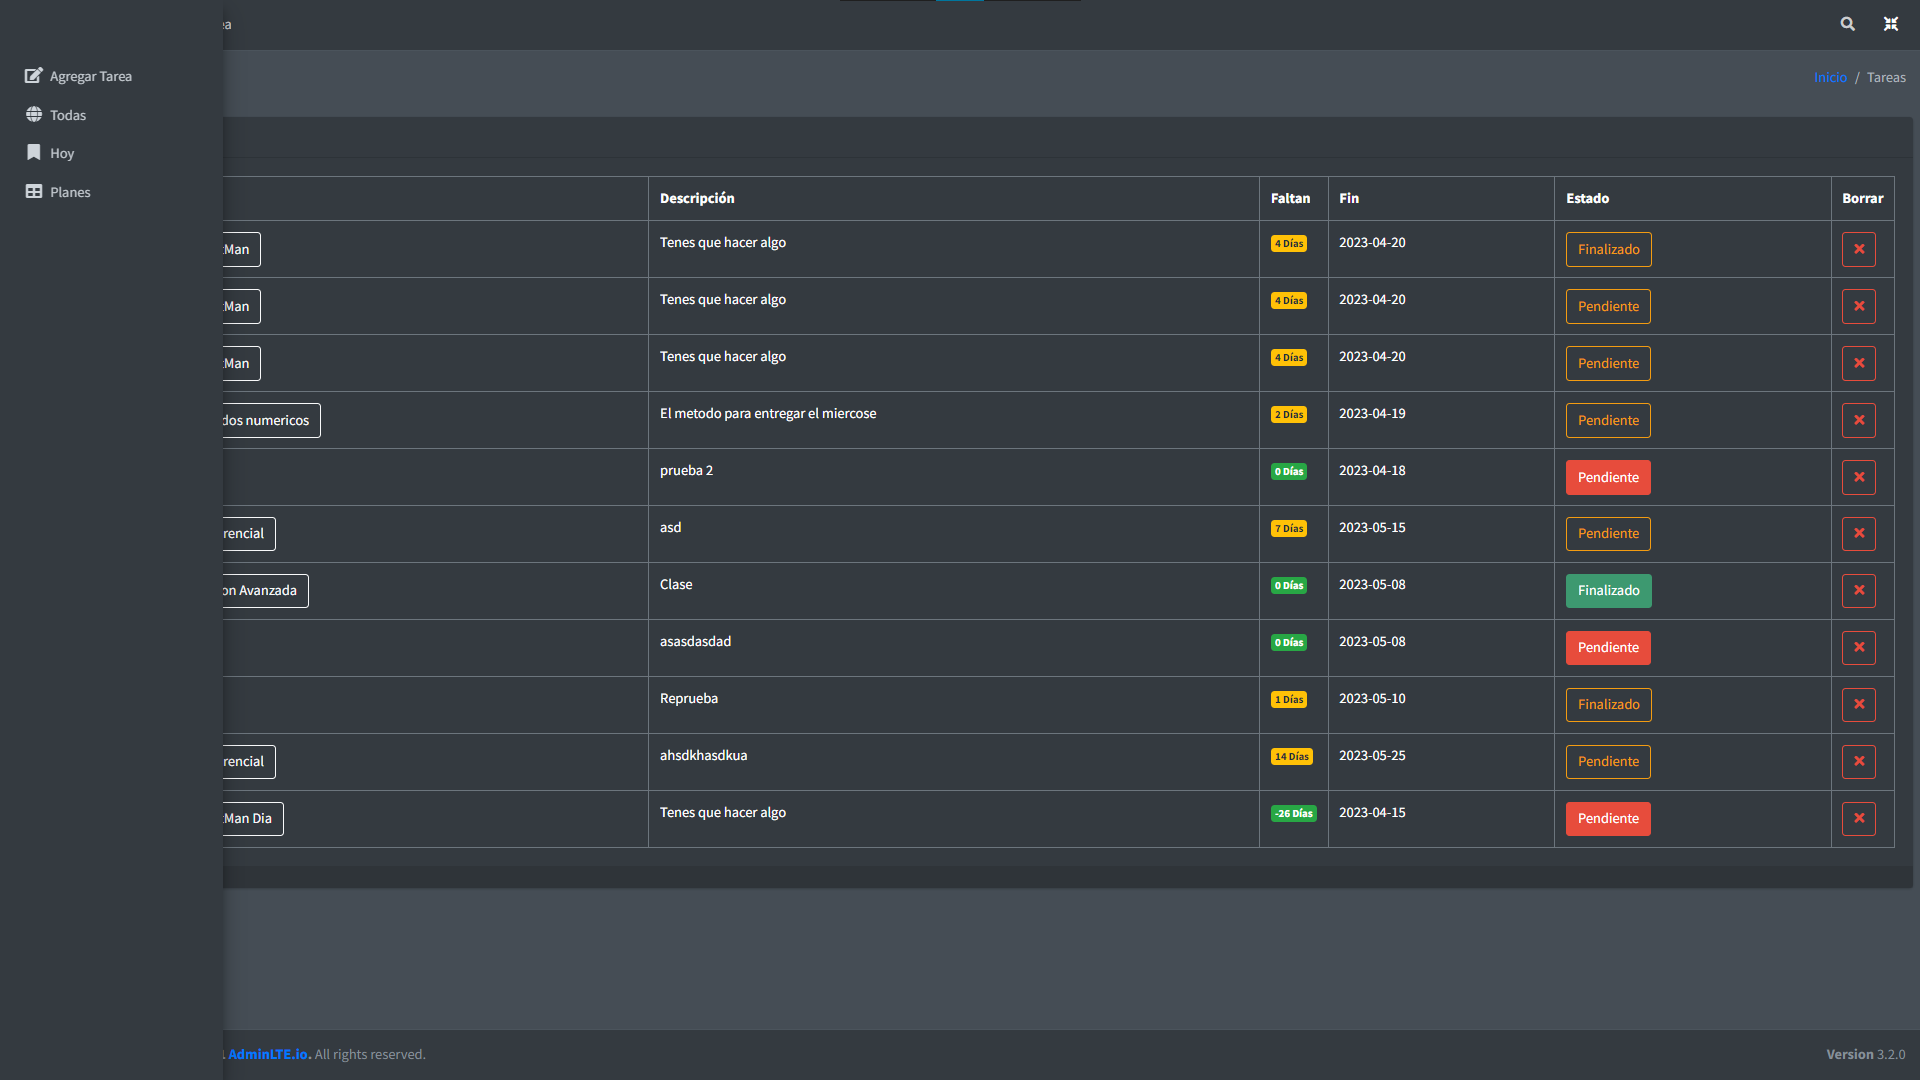 Agregar Tarea
Todas
Hoy
Planes
Inicio / Tareas
Descripción Faltan Fin Estado Borrar
Man Tenes que hacer algo 4 Días 2023-04-20 Finalizado
Man Tenes que hacer algo 4 Días 2023-04-20 Pendiente
Man Tenes que hacer algo 4 Días 2023-04-20 Pendiente
dos numericos El metodo para entregar el miercose 2 Días 2023-04-19 Pendiente
prueba 2 0 Días 2023-04-18 Pendiente
rencial asd 7 Días 2023-05-15 Pendiente
on Avanzada Clase 0 Días 2023-05-08 Finalizado
asasdasdad 0 Días 2023-05-08 Pendiente
Reprueba 1 Días 2023-05-10 Finalizado
rencial ahsdkhasdkua 14 Días 2023-05-25 Pendiente
Man Dia Tenes que hacer algo -26 Días 2023-04-15 Pendiente
AdminLTE.io. All rights reserved. Version 3.2.0